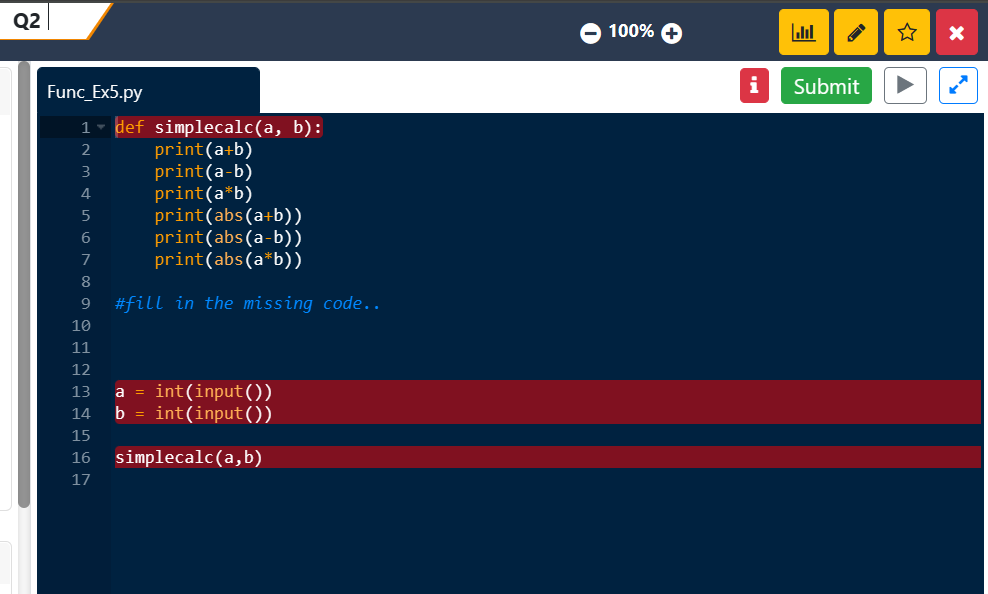 Q2
100%
Func_Ex5.py
Submit
1 def simplecalc(a, b):
2     print(a+b)
3     print(a-b)
4     print(a*b)
5     print(abs(a+b))
6     print(abs(a-b))
7     print(abs(a*b))
8
9 #fill in the missing code..
10
11
12
13 a = int(input())
14 b = int(input())
15
16 simplecalc(a,b)
17